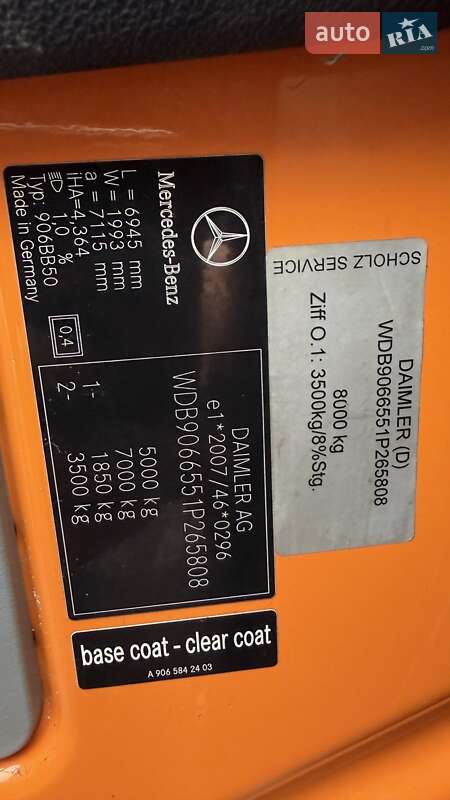 auto RIA .com
Mercedes-Benz
L = 6945 mm
W = 1993 mm
a = 7115 mm
iHA=4,364
1,0 %
Typ: 906BB50
Made in Germany
0,4
DAIMLER AG
e1*2007/46*0296
WDB9066551P265808
5000 kg
7000 kg
1- 1850 kg
2- 3500 kg
SCHOLZ SERVICE
DAIMLER (D)
WDB9066551P265808
8000 kg
Ziff O.1: 3500kg/8%Stg.
base coat - clear coat
A 906 584 24 03